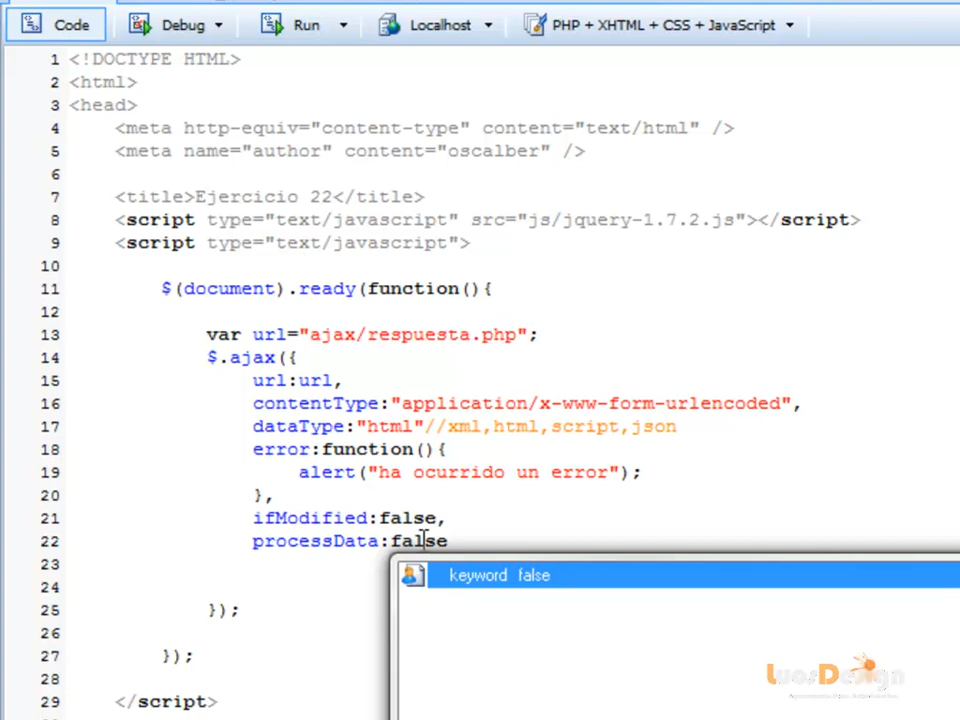 Code Debug Run Localhost PHP + XHTML + CSS + JavaScript
1 <!DOCTYPE HTML>
2 <html>
3 <head>
4 <meta http-equiv="content-type" content="text/html" />
5 <meta name="author" content="oscalber" />
6
7 <title>Ejercicio 22</title>
8 <script type="text/javascript" src="js/jquery-1.7.2.js"></script>
9 <script type="text/javascript">
10
11 $(document).ready(function(){
12
13 var url="ajax/respuesta.php";
14 $.ajax({
15 url:url,
16 contentType:"application/x-www-form-urlencoded",
17 dataType:"html"//xml,html,script,json
18 error:function(){
19 alert("ha ocurrido un error");
20 },
21 ifModified:false,
22 processData:false
23
keyword false
24
25 });
26
27 });
28
29 </script>
LuosDesign